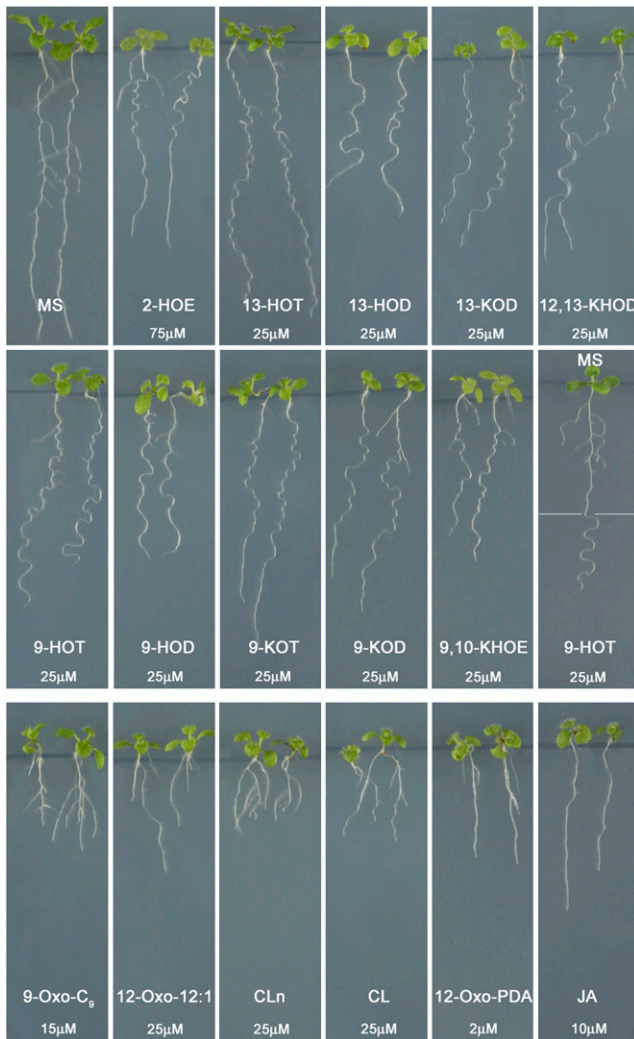 MS 2-HOE 13-HOT 13-HOD 13-KOD 12,13-KHOD
75µM 25µM 25µM 25µM 25µM
MS
9-HOT 9-HOD 9-KOT 9-KOD 9,10-KHOE 9-HOT
25µM 25µM 25µM 25µM 25µM 25µM
9-Oxo-C₉ 12-Oxo-12:1 CLn CL 12-Oxo-PDA JA
15µM 25µM 25µM 25µM 2µM 10µM